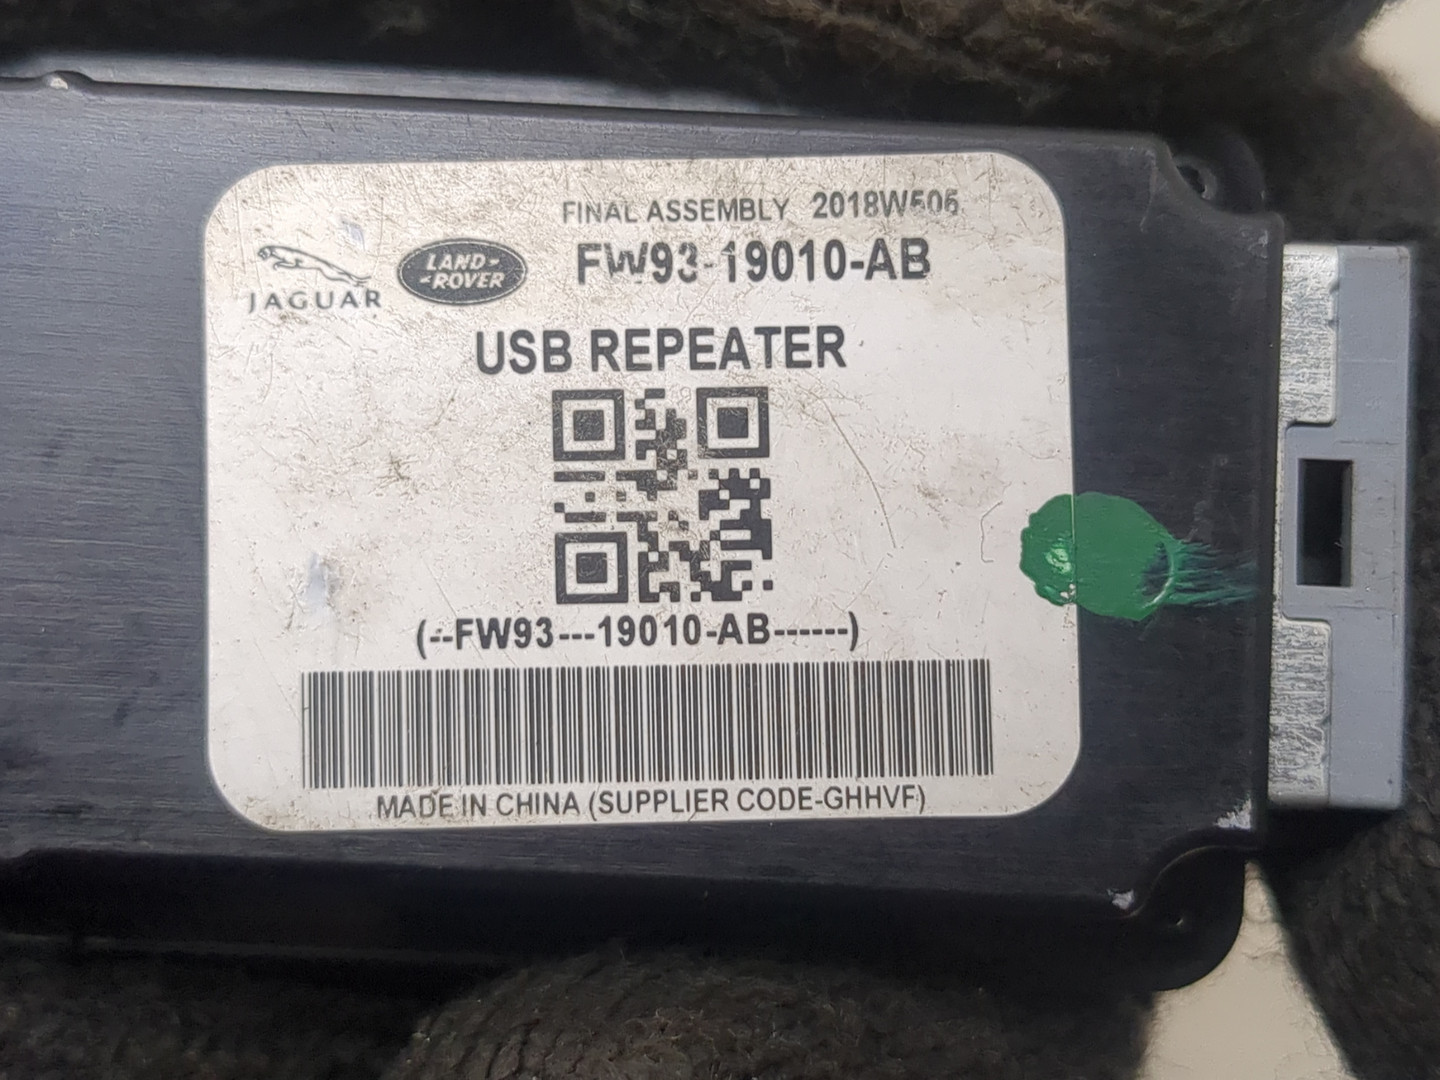 FINAL ASSEMBLY 2018W506
FW93-19010-AB
JAGUAR
LAND-
-ROVER
USB REPEATER
(--FW93---19010-AB------)
MADE IN CHINA (SUPPLIER CODE-GHHVF)